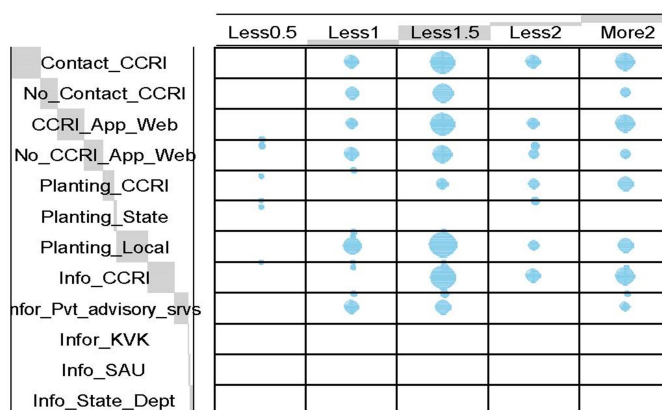 Less0.5 Less1 Less1.5 Less2 More2
Contact_CCRI
No_Contact_CCRI
CCRI_App_Web
No_CCRI_App_Web
Planting_CCRI
Planting_State
Planting_Local
Info_CCRI
nfor_Pvt_advisory_srvs
Infor_KVK
Info_SAU
Info_State_Dept